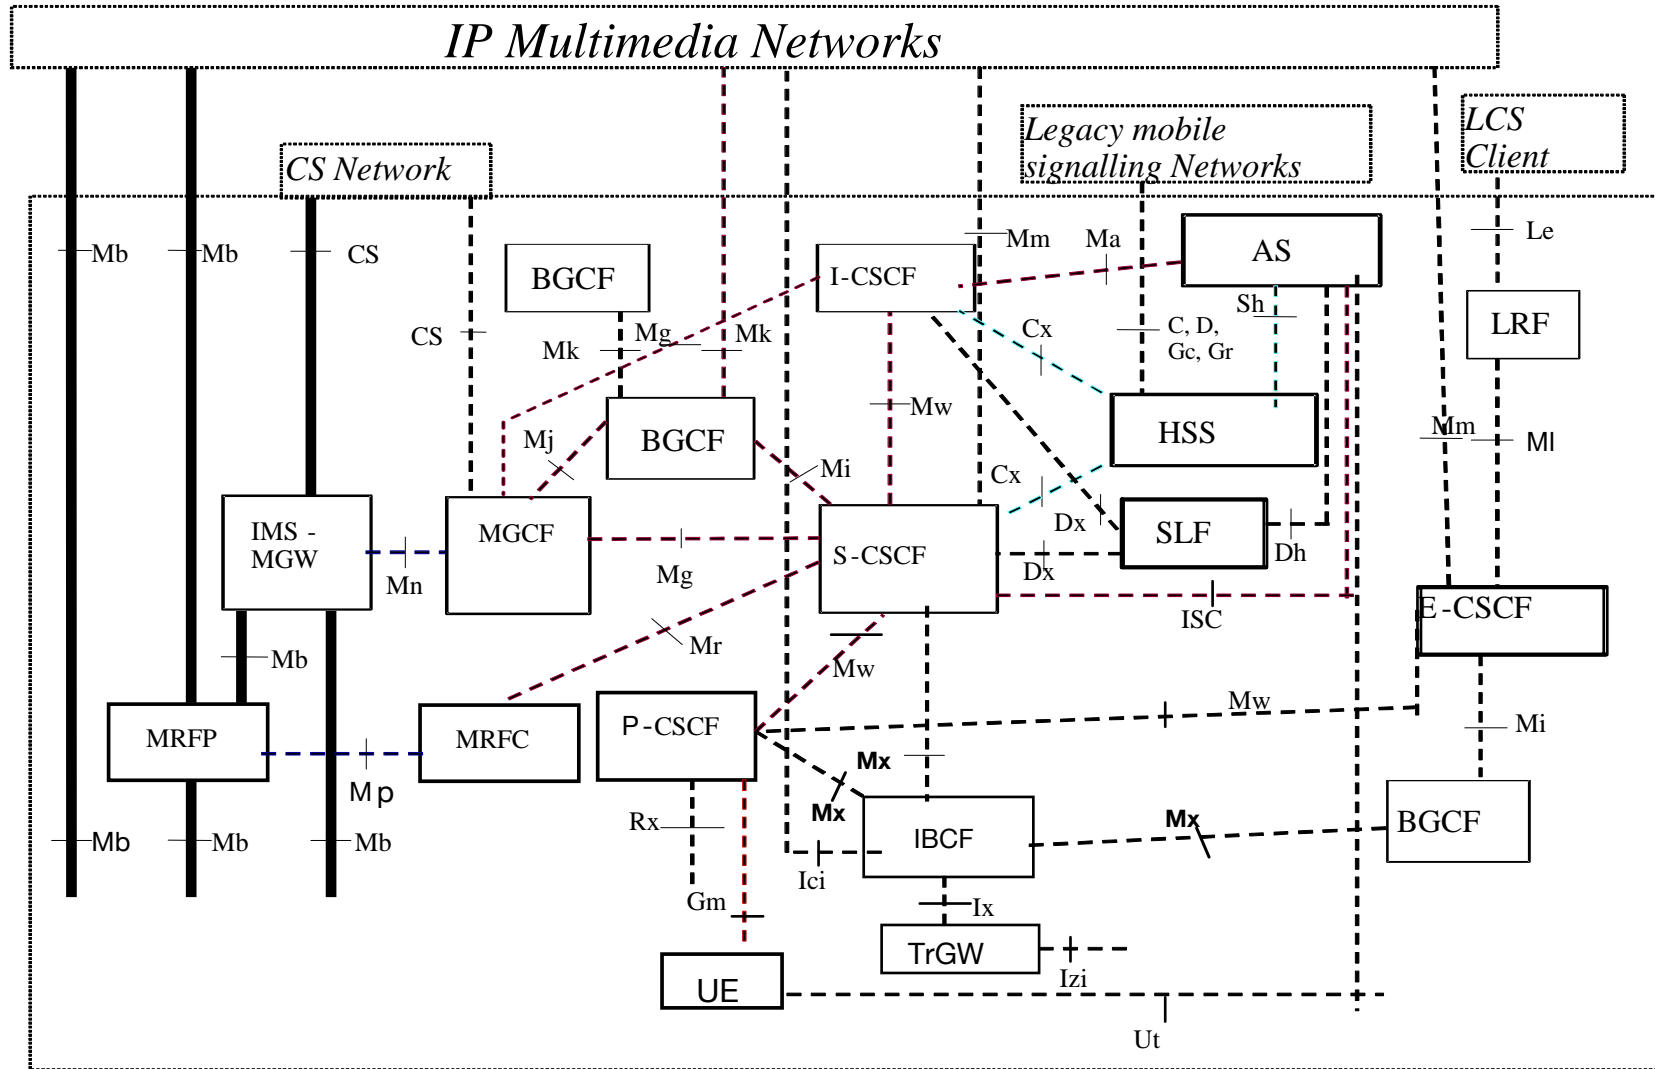 IP Multimedia Networks
CS Network
Legacy mobile
signalling Networks
LCS
Client
Mb
Mb
CS
Mm
Ma
AS
Le
BGCF
I-CSCF
Sh
CS
Mk
Mg
Mk
Cx
C, D,
Gc, Gr
LRF
Mw
Mj
BGCF
HSS
Mm
Ml
Mi
Cx
IMS -
MGW
MGCF
Dx
SLF
S-CSCF
Mn
Mg
Dx
Dh
ISC
E-CSCF
Mb
Mr
Mw
Mw
MRFP
MRFC
P-CSCF
Mi
Mx
Mp
Mx
Rx
Mx
BGCF
Mb
Mb
Mb
IBCF
Ici
Gm
Ix
TrGW
Izi
UE
Ut